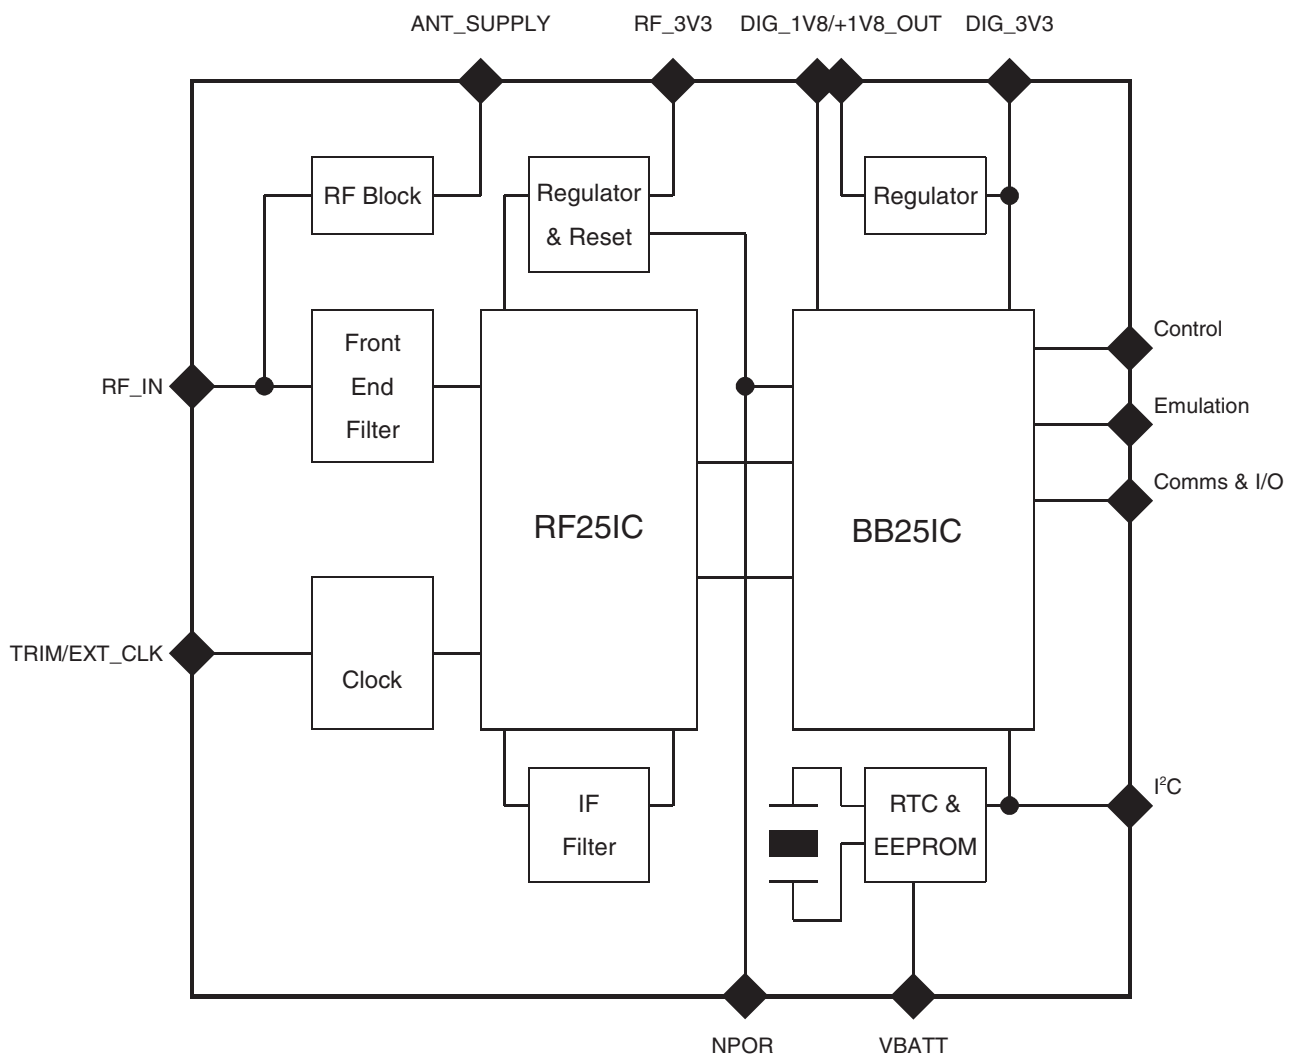 ANT_SUPPLY
RF_3V3
DIG_1V8/+1V8_OUT
DIG_3V3
RF Block
Regulator
& Reset
Regulator
Front
End
Filter
RF_IN
Control
Emulation
Comms & I/O
RF25IC
BB25IC
TRIM/EXT_CLK
Clock
IF
Filter
RTC &
EEPROM
I²C
NPOR
VBATT